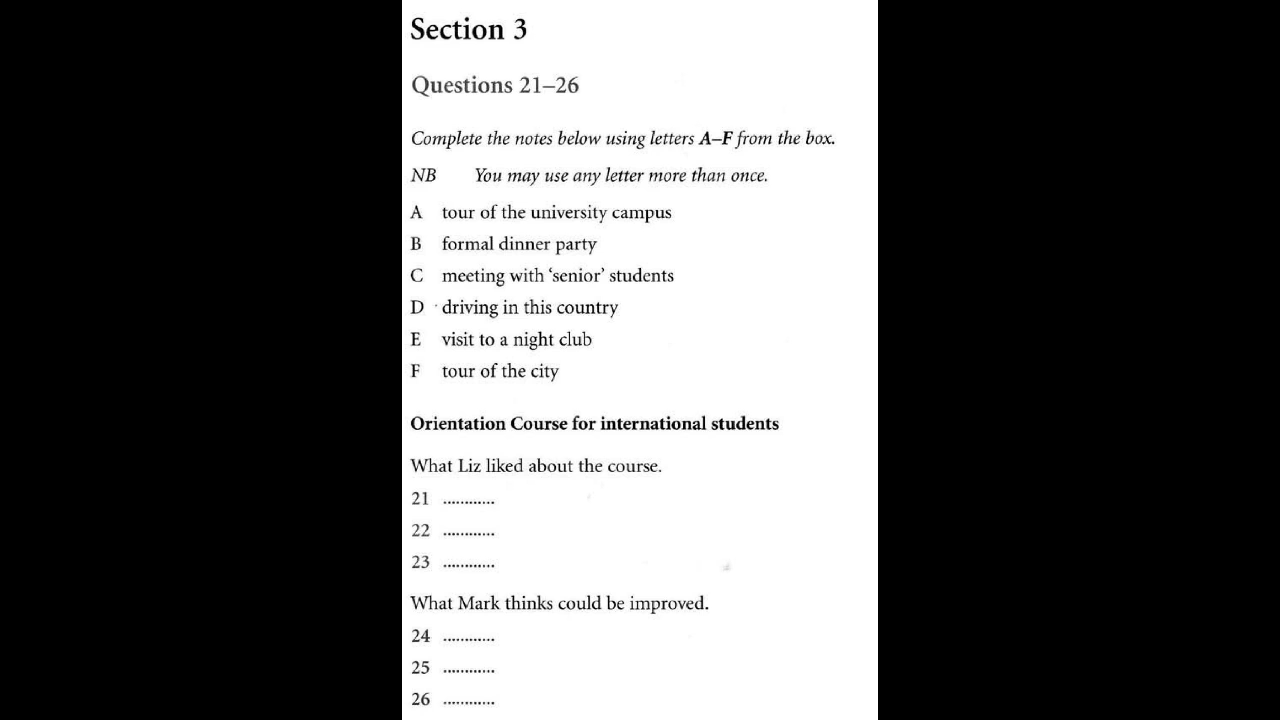 Section 3
Questions 21–26
Complete the notes below using letters A–F from the box.
NB You may use any letter more than once.
A tour of the university campus
B formal dinner party
C meeting with ‘senior’ students
D driving in this country
E visit to a night club
F tour of the city
Orientation Course for international students
What Liz liked about the course.
21 ............
22 ............
23 ............
What Mark thinks could be improved.
24 ............
25 ............
26 ............